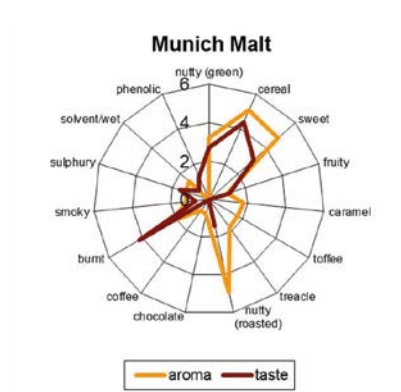 Munich Malt
nutty (green)
6
phenolic
cereal
solvent/wet
4
sweet
sulphury
2
fruity
0
smoky
caramel
burnt
toffee
coffee
treacle
chocolate
nutty
(roasted)
aroma
taste